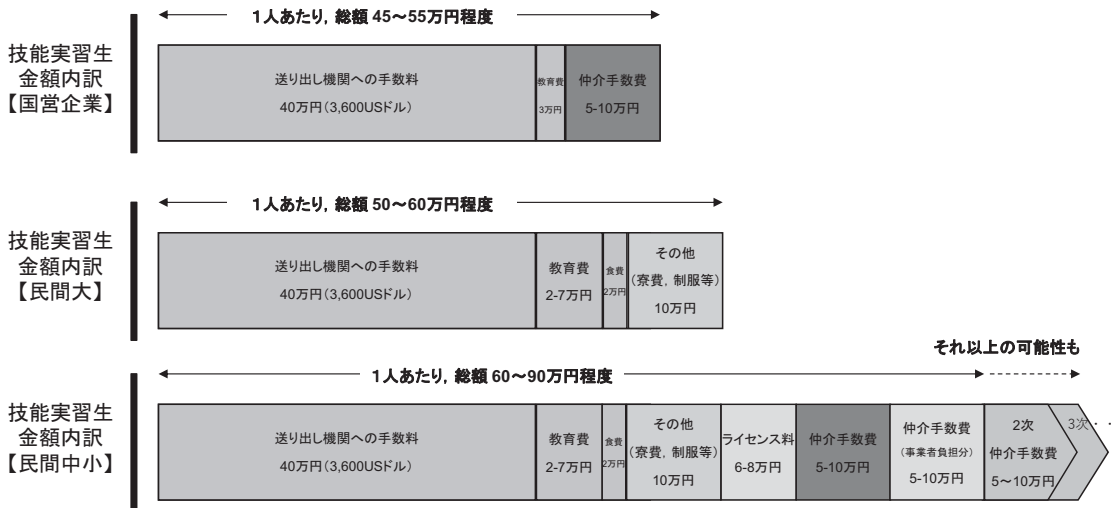 1人あたり，総額 45～55万円程度
技能実習生
金額内訳
【国営企業】
送り出し機関への手数料
40万円（3,600USドル）
教育費
3万円
仲介手数費
5-10万円
1人あたり，総額 50～60万円程度
技能実習生
金額内訳
【民間大】
送り出し機関への手数料
40万円（3,600USドル）
教育費
2-7万円
食費
2万円
その他
（寮費，制服等）
10万円
それ以上の可能性も
1人あたり，総額 60～90万円程度
技能実習生
金額内訳
【民間中小】
送り出し機関への手数料
40万円（3,600USドル）
教育費
2-7万円
食費
2万円
その他
（寮費，制服等）
10万円
ライセンス料
6-8万円
仲介手数費
5-10万円
仲介手数費
（事業者負担分）
5-10万円
2次
仲介手数費
5～10万円
3次・・